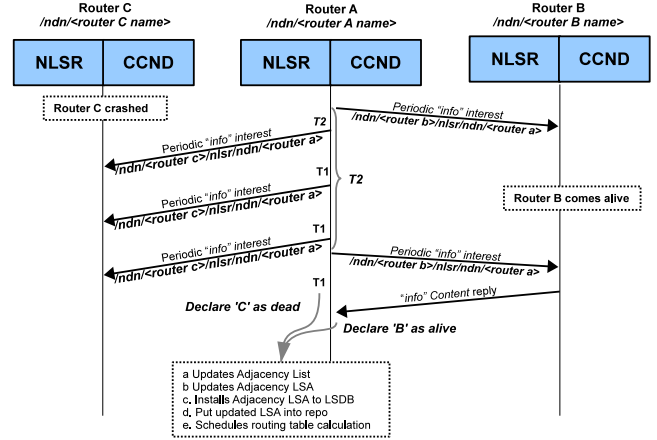 Router C
/ndn/<router C name>
Router A
/ndn/<router A name>
Router B
/ndn/<router B name>
NLSR
CCND
NLSR
CCND
NLSR
CCND
Router C crashed
Periodic "info" interest
/ndn/<router b>/nlsr/ndn/<router a>
T2
Periodic "info" interest
/ndn/<router c>/nlsr/ndn/<router a>
T1
T2
Periodic "info" interest
/ndn/<router c>/nlsr/ndn/<router a>
Router B comes alive
T1
Periodic "info" interest
/ndn/<router c>/nlsr/ndn/<router a>
Periodic "info" interest
/ndn/<router b>/nlsr/ndn/<router a>
T1
"info" Content reply
Declare 'C' as dead
Declare 'B' as alive
a Updates Adjacency List
b Updates Adjacency LSA
c. Installs Adjacency LSA to LSDB
d. Put updated LSA into repo
e. Schedules routing table calculation